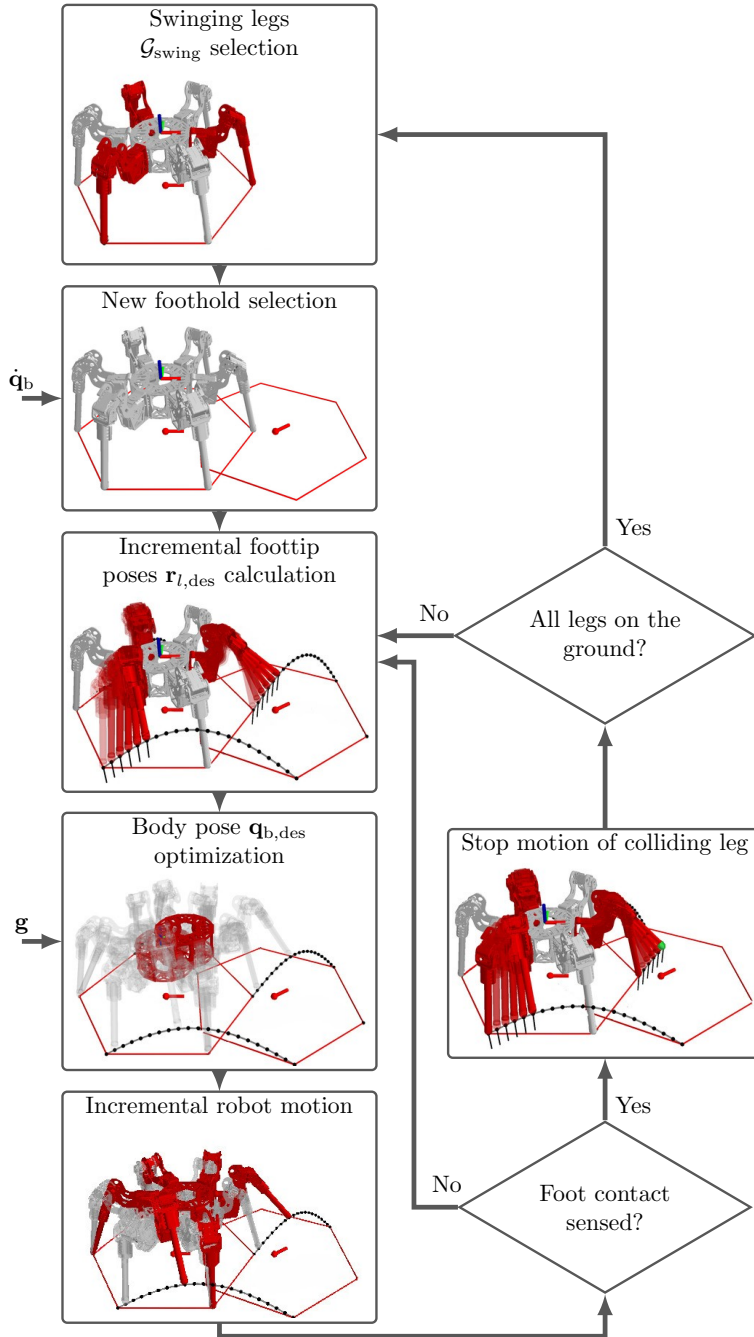 Swinging legs
𝒢swing selection
New foothold selection
q̇b
Incremental foottip
poses rl,des calculation
Body pose qb,des
optimization
g
Incremental robot motion
Foot contact
sensed?
No
Yes
Stop motion of colliding leg
All legs on the
ground?
No
Yes